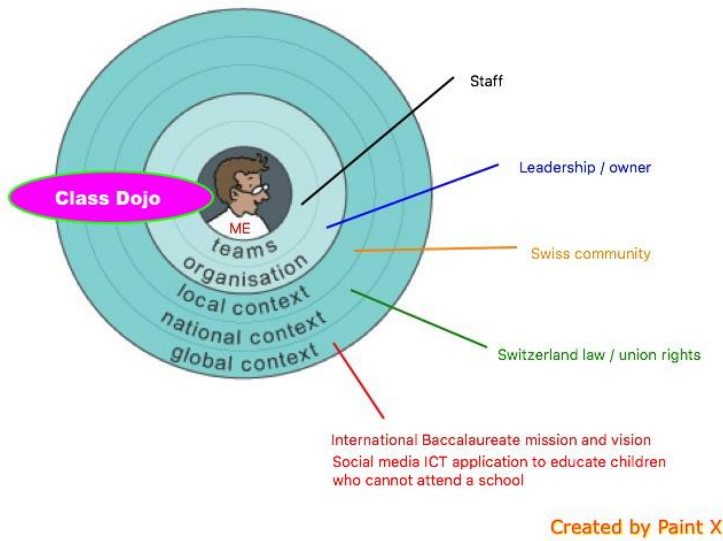 Staff
Leadership / owner
Class Dojo
ME
teams
organisation
local context
national context
global context
Swiss community
Switzerland law / union rights
International Baccalaureate mission and vision
Social media ICT application to educate children
who cannot attend a school
Created by Paint X